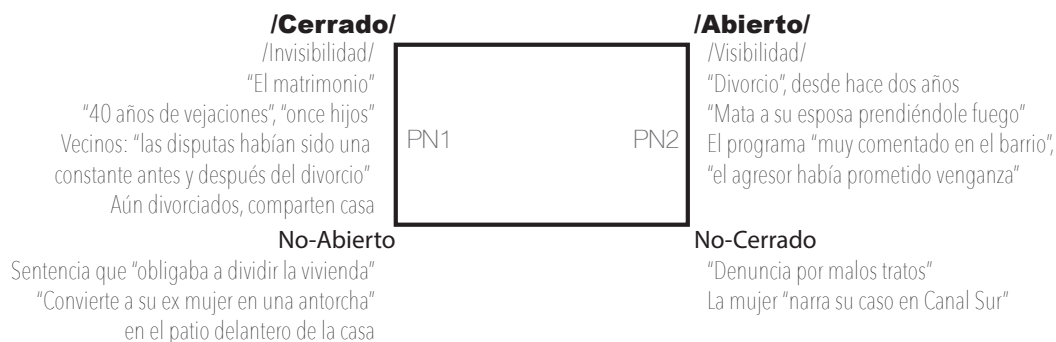 /Cerrado/
/Invisibilidad/
“El matrimonio”
“40 años de vejaciones”, “once hijos”
Vecinos: “las disputas habían sido una
constante antes y después del divorcio”
Aún divorciados, comparten casa
No-Abierto
Sentencia que “obligaba a dividir la vivienda”
“Convierte a su ex mujer en una antorcha”
en el patio delantero de la casa
PN1
PN2
/Abierto/
/Visibilidad/
“Divorcio”, desde hace dos años
“Mata a su esposa prendiéndole fuego”
El programa “muy comentado en el barrio”,
“el agresor había prometido venganza”
No-Cerrado
“Denuncia por malos tratos”
La mujer “narra su caso en Canal Sur”